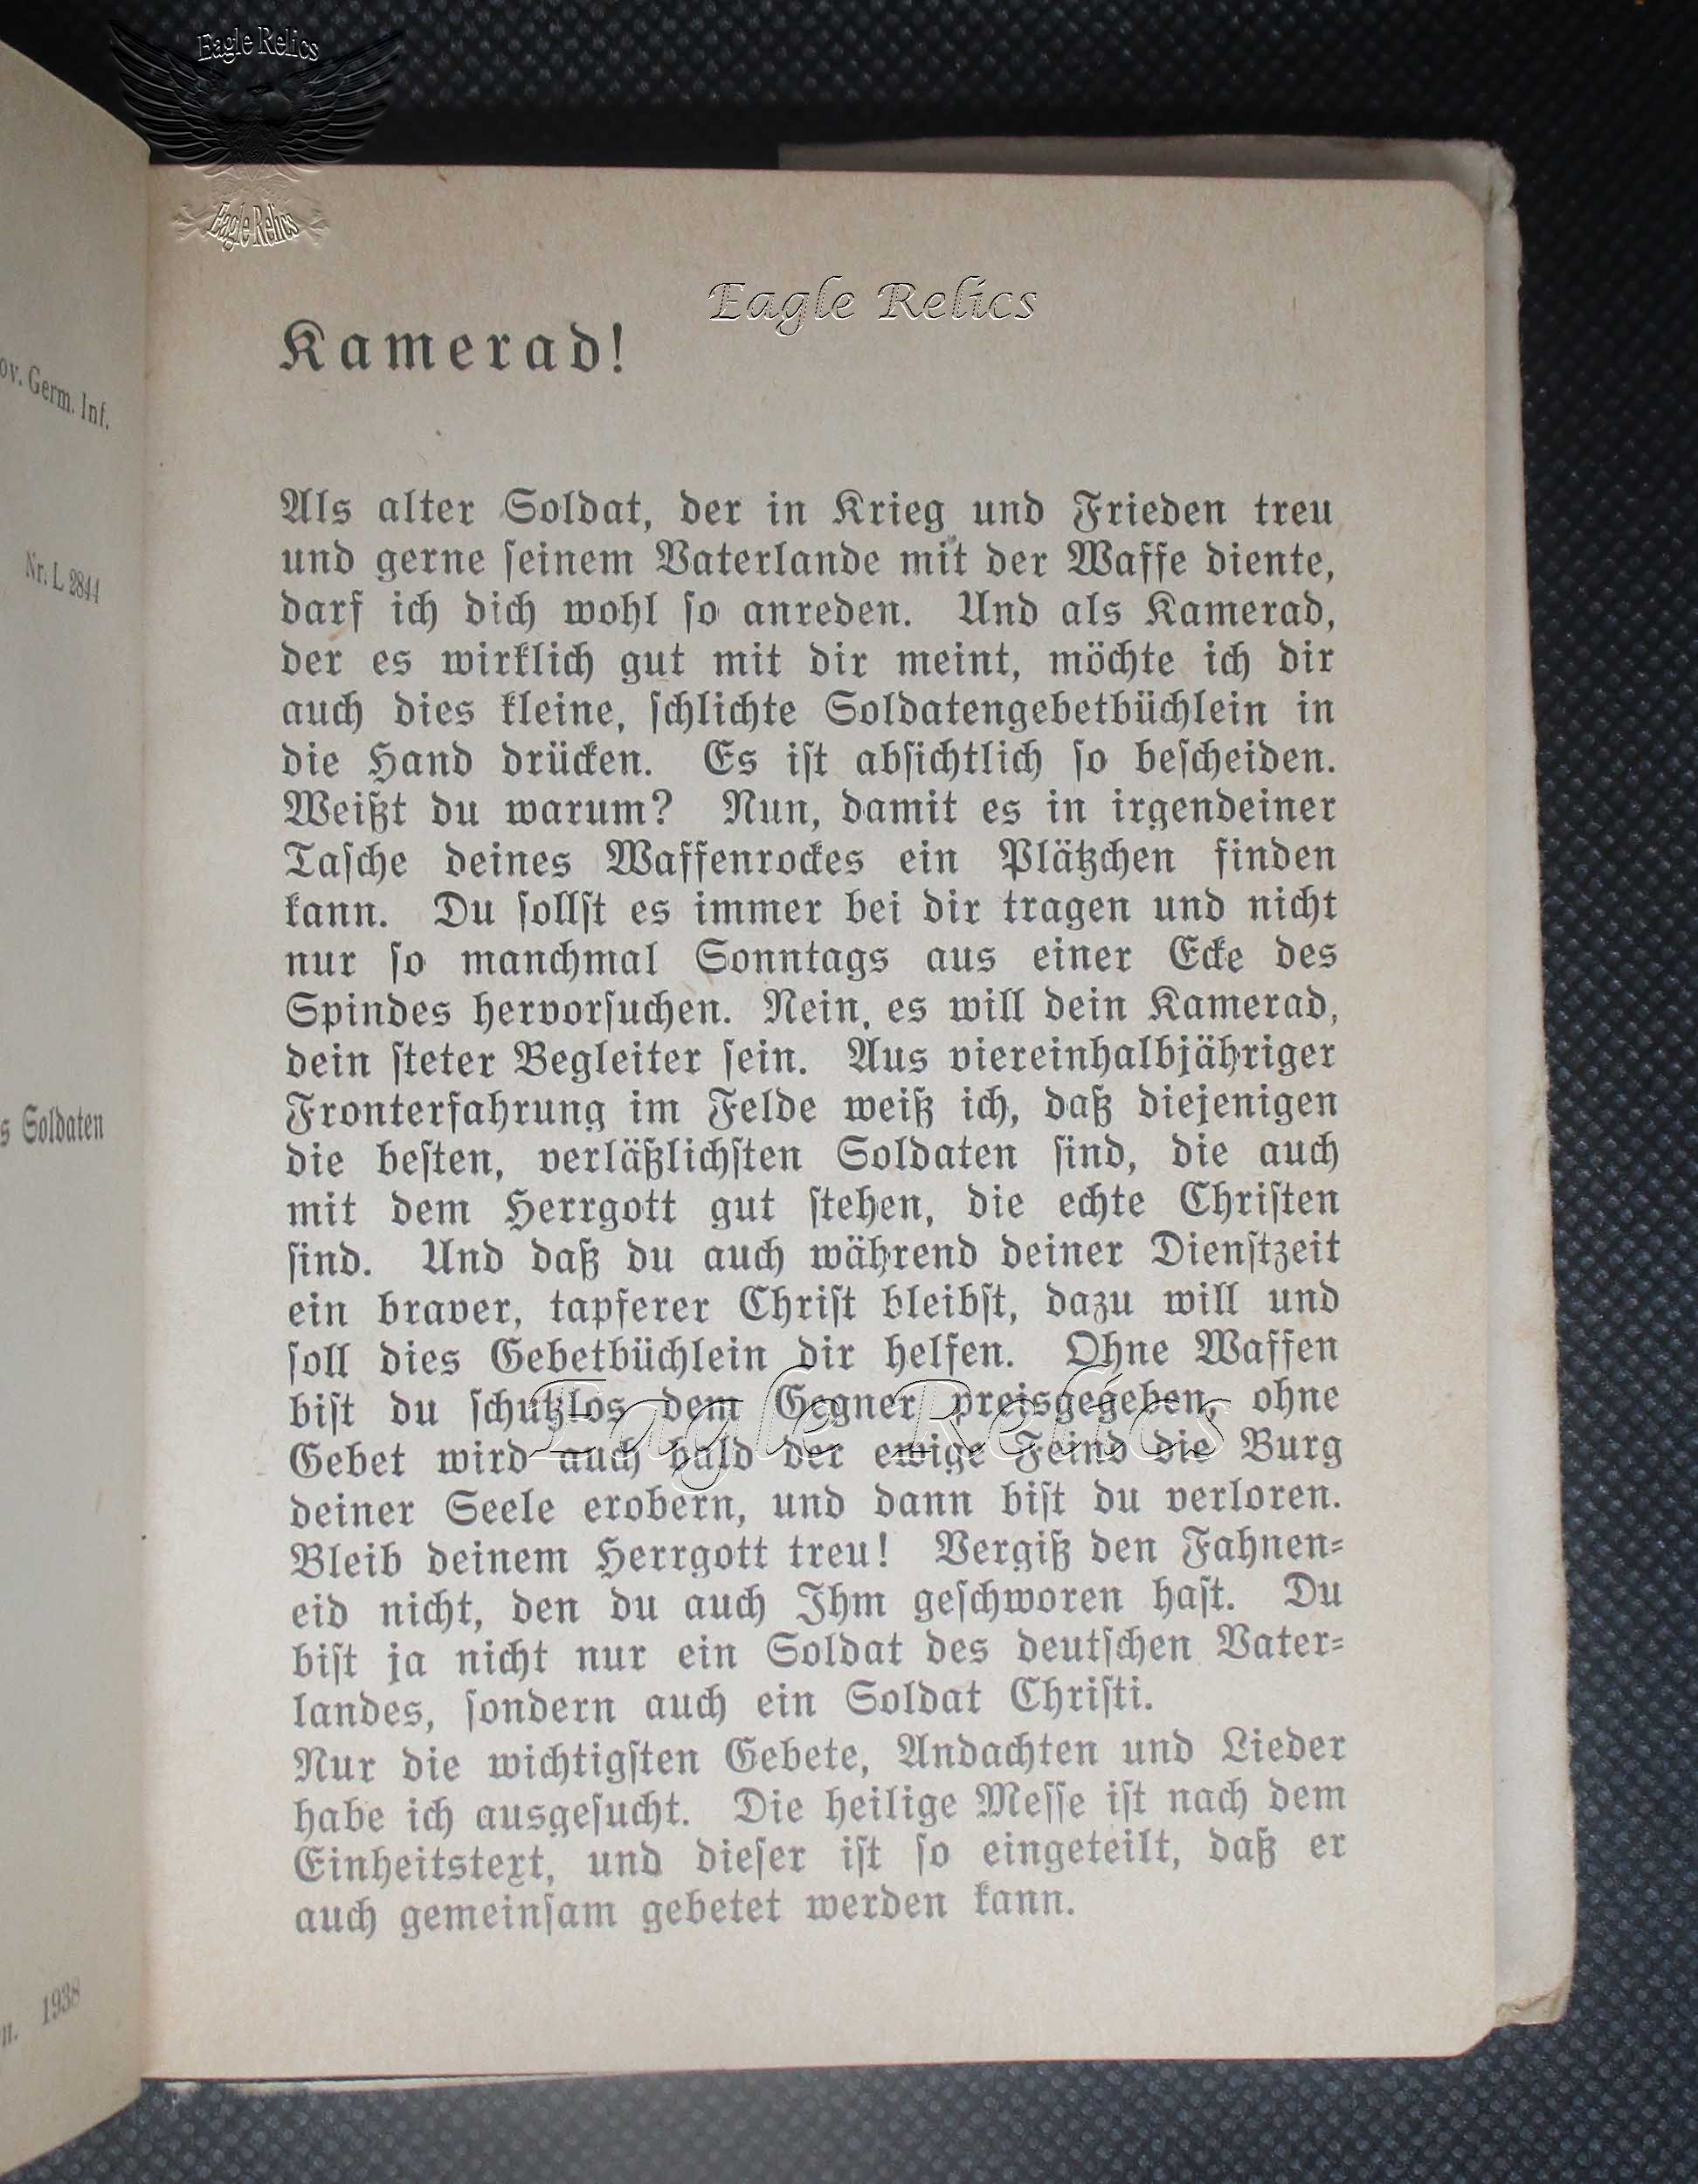 Eagle Relics
Eagle Relics
Eagle Relics
ov. Germ. Inf.
Nr. L 2844
s Soldaten
n. 1938
Kamerad!
Als alter Soldat, der in Krieg und Frieden treu
und gerne ſeinem Vaterlande mit der Waffe diente,
darf ich dich wohl ſo anreden. Und als Kamerad,
der es wirklich gut mit dir meint, möchte ich dir
auch dies kleine, ſchlichte Soldatengebetbüchlein in
die Hand drücken. Es iſt abſichtlich ſo beſcheiden.
Weißt du warum? Nun, damit es in irgendeiner
Taſche deines Waffenrockes ein Plätzchen finden
kann. Du ſollſt es immer bei dir tragen und nicht
nur ſo manchmal Sonntags aus einer Ecke des
Spindes hervorſuchen. Nein, es will dein Kamerad,
dein ſteter Begleiter ſein. Aus viereinhalbjähriger
Fronterfahrung im Felde weiß ich, daß diejenigen
die beſten, verläßlichſten Soldaten ſind, die auch
mit dem Herrgott gut ſtehen, die echte Chriſten
ſind. Und daß du auch während deiner Dienſtzeit
ein braver, tapferer Chriſt bleibſt, dazu will und
ſoll dies Gebetbüchlein dir helfen. Ohne Waffen
biſt du ſchutzlos dem Gegner preisgegeben, ohne
Gebet wird auch bald der ewige Feind die Burg
deiner Seele erobern, und dann biſt du verloren.
Bleib deinem Herrgott treu! Vergiß den Fahnen-
eid nicht, den du auch Ihm geſchworen haſt. Du
biſt ja nicht nur ein Soldat des deutſchen Vater-
landes, ſondern auch ein Soldat Chriſti.
Nur die wichtigſten Gebete, Andachten und Lieder
habe ich ausgeſucht. Die heilige Meſſe iſt nach dem
Einheitstext, und dieſer iſt ſo eingeteilt, daß er
auch gemeinſam gebetet werden kann.
Eagle Relics